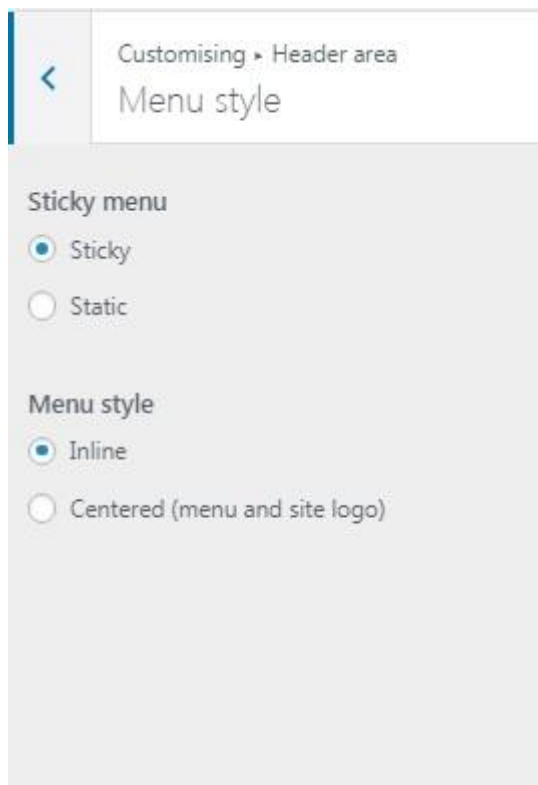 Customising ▸ Header area
Menu style
Sticky menu
Sticky
Static
Menu style
Inline
Centered (menu and site logo)